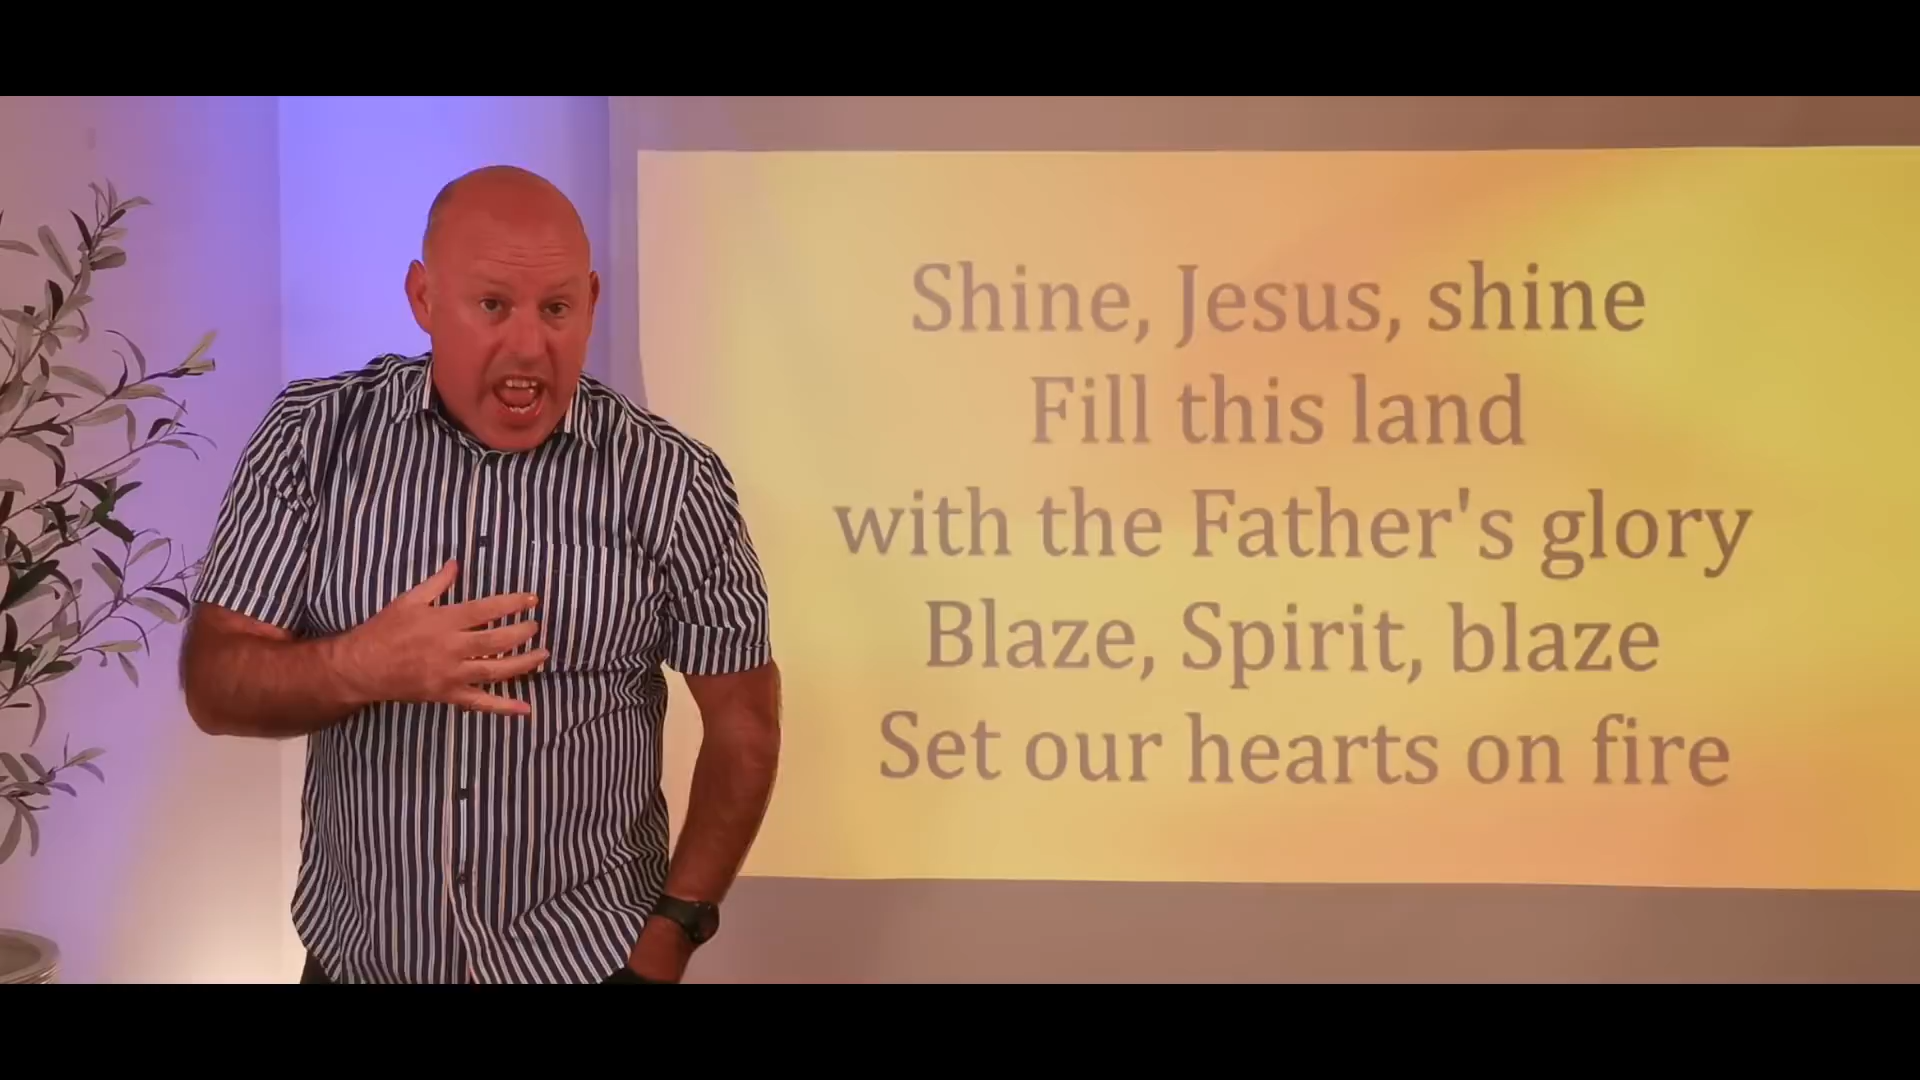 Shine, Jesus, shine
Fill this land
with the Father's glory
Blaze, Spirit, blaze
Set our hearts on fire